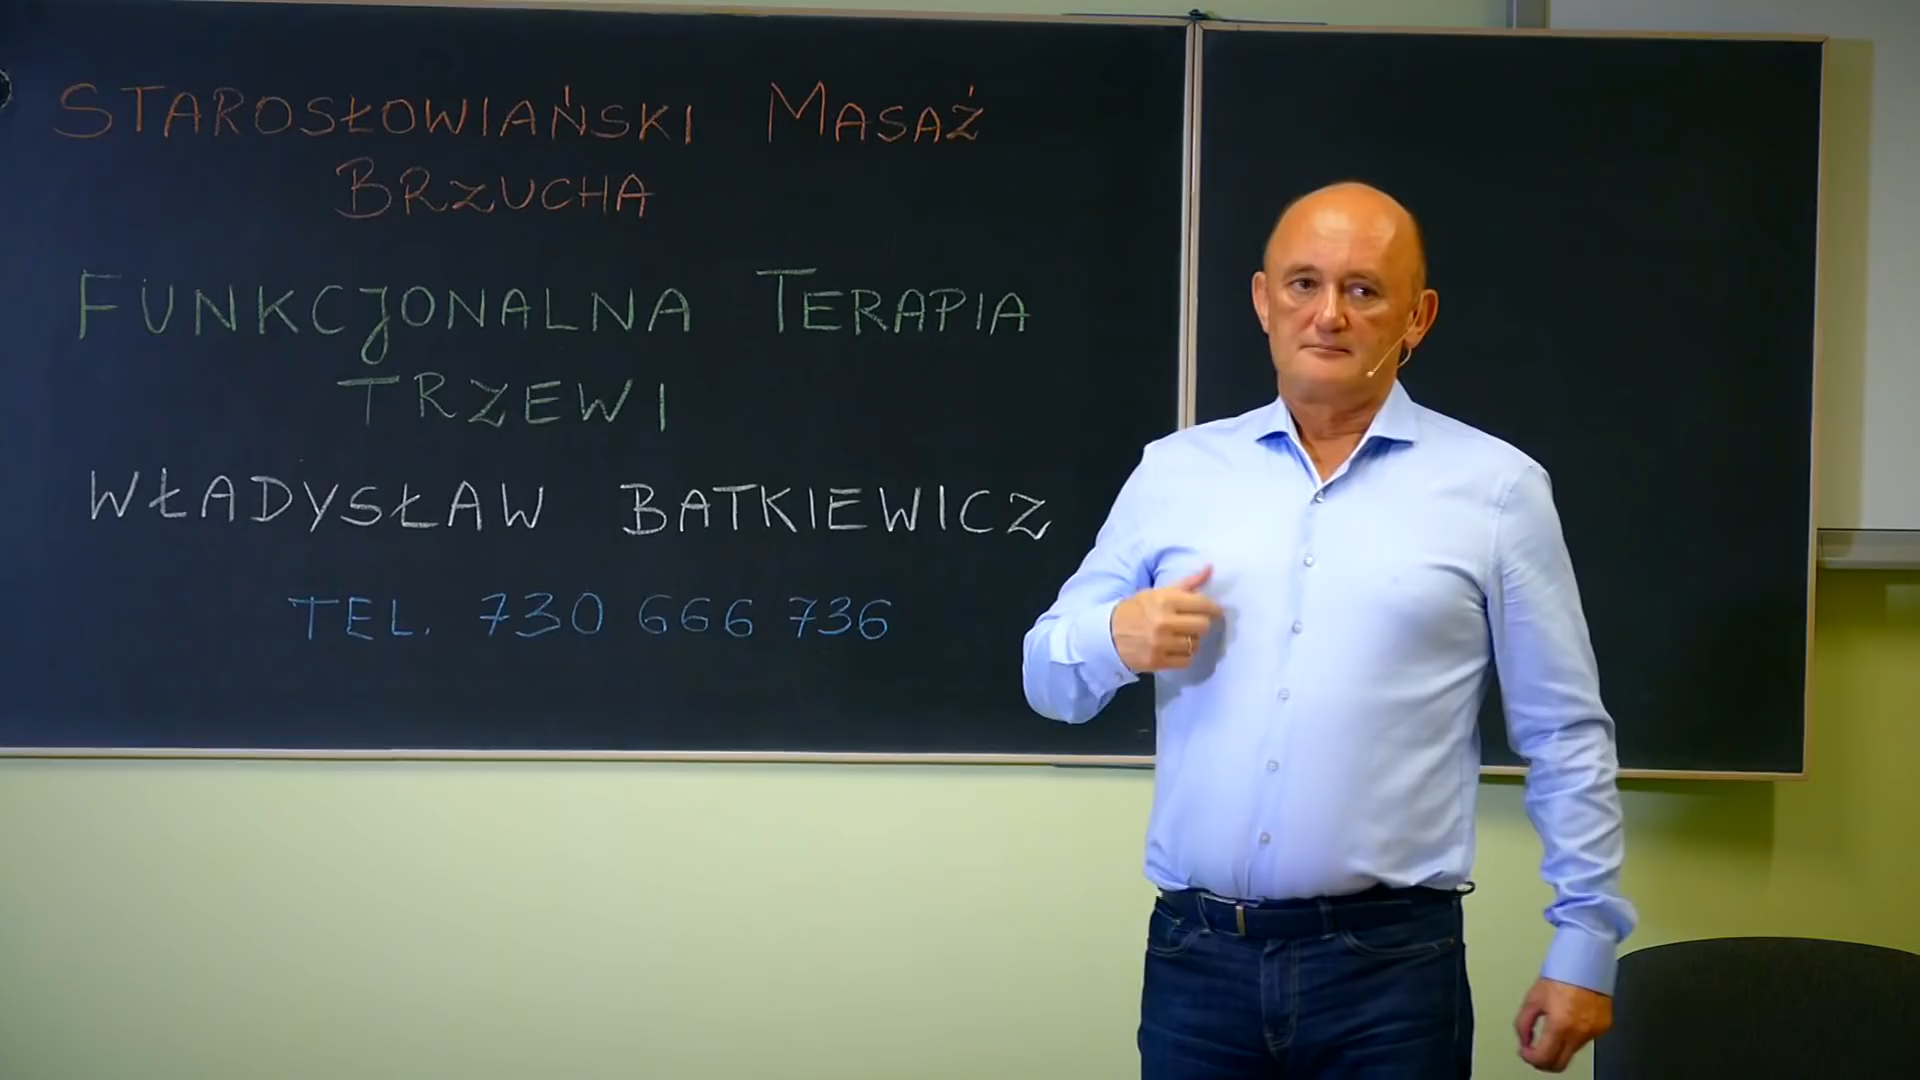 STAROSŁOWIAŃSKI MASAŻ
BRZUCHA
FUNKCJONALNA TERAPIA
TRZEWI
WŁADYSŁAW BATKIEWICZ
TEL. 730 666 736